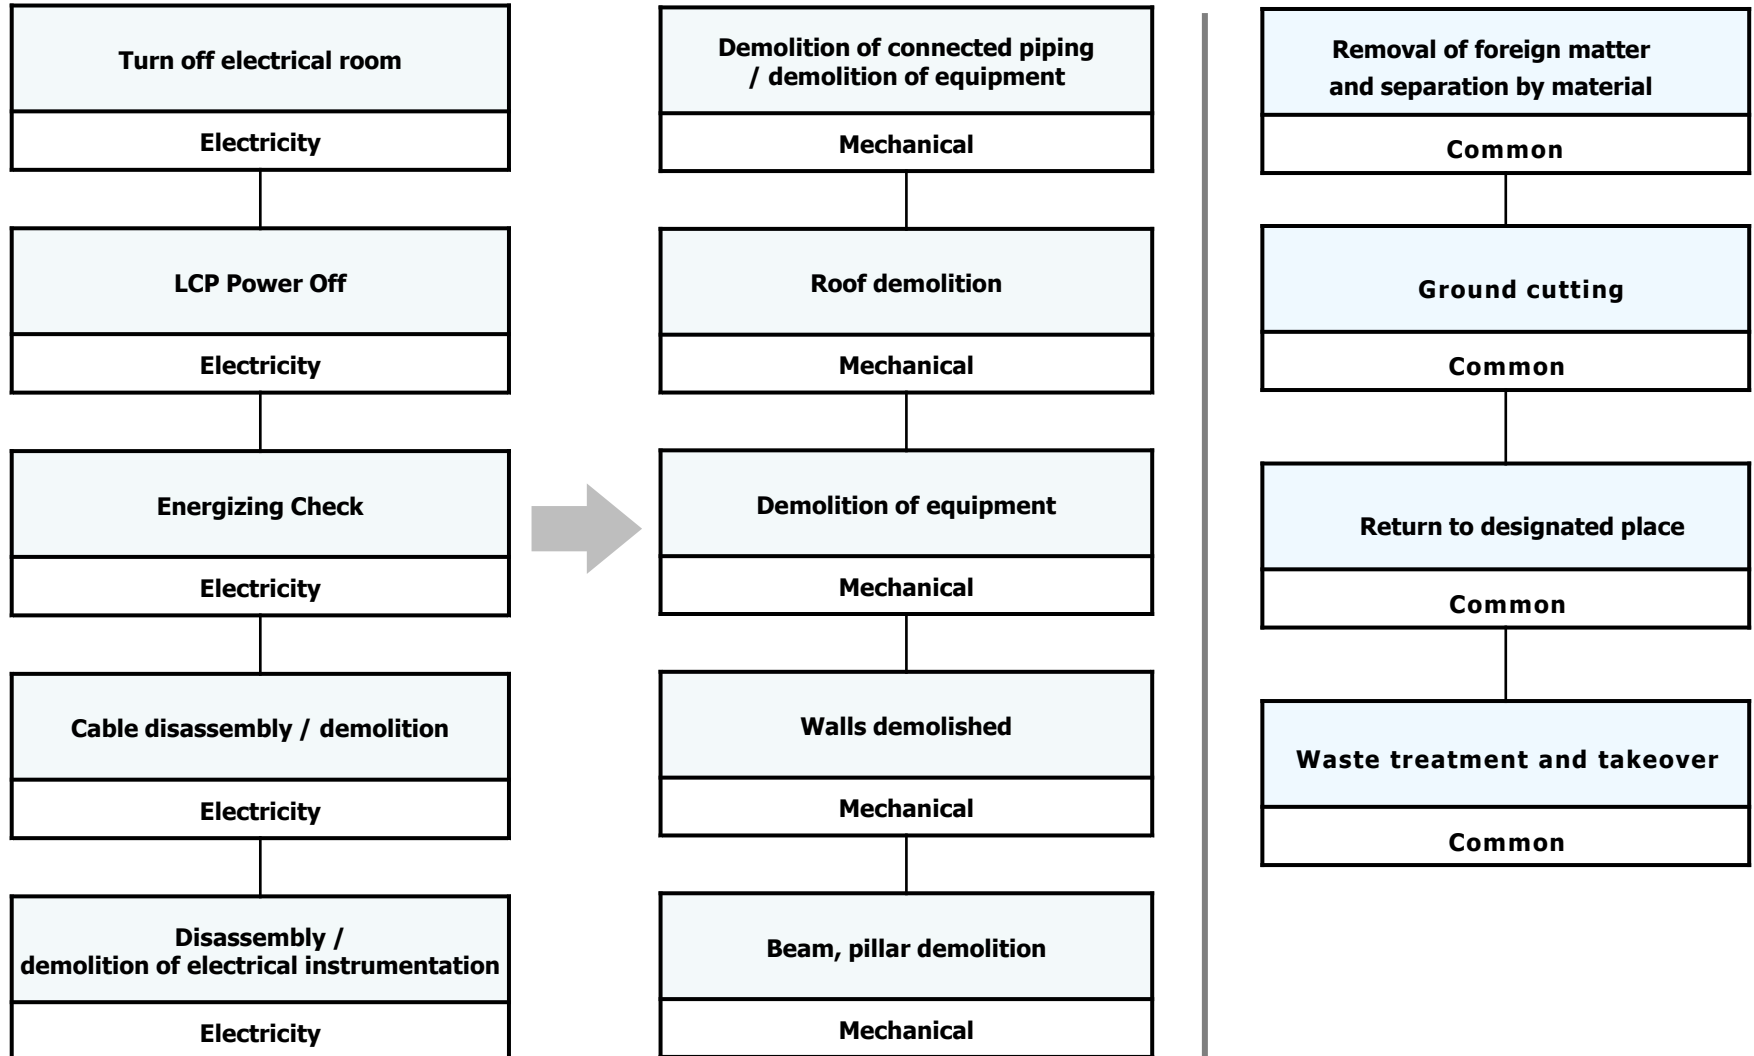 Turn off electrical room
Electricity
LCP Power Off
Electricity
Energizing Check
Electricity
Cable disassembly / demolition
Electricity
Disassembly /
demolition of electrical instrumentation
Electricity
Demolition of connected piping
/ demolition of equipment
Mechanical
Roof demolition
Mechanical
Demolition of equipment
Mechanical
Walls demolished
Mechanical
Beam, pillar demolition
Mechanical
Removal of foreign matter
and separation by material
Common
Ground cutting
Common
Return to designated place
Common
Waste treatment and takeover
Common